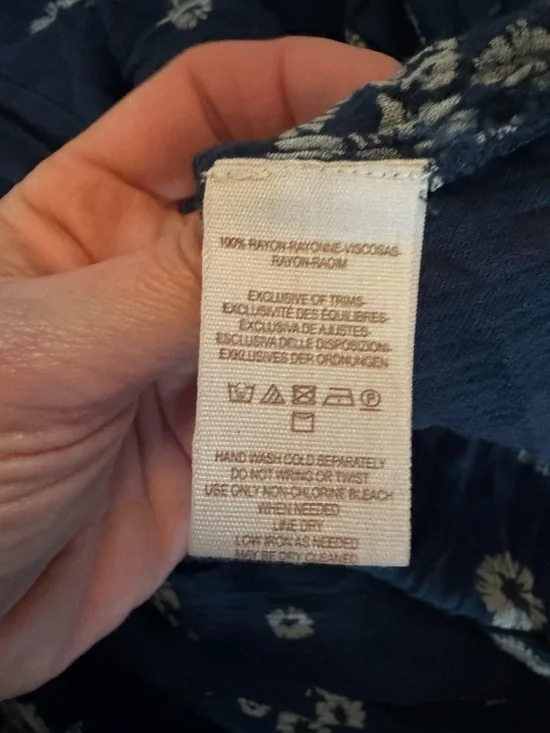 100% RAYON-RAYONNE-VISCOSAS-
RAYON-RAOIM
EXCLUSIVE OF TRIMS-
EXCLUSIVITÉ DES ÉQUILIBRES-
EXCLUSIVA DE AJUSTES-
ESCLUSIVA DELLE DISPOSIZIONI-
EXKLUSIVES DER ORDNUNGEN
P
HAND WASH COLD SEPARATELY
DO NOT WRING OR TWIST
USE ONLY NON-CHLORINE BLEACH
WHEN NEEDED
LINE DRY
LOW IRON AS NEEDED
MAY BE DRY CLEANED